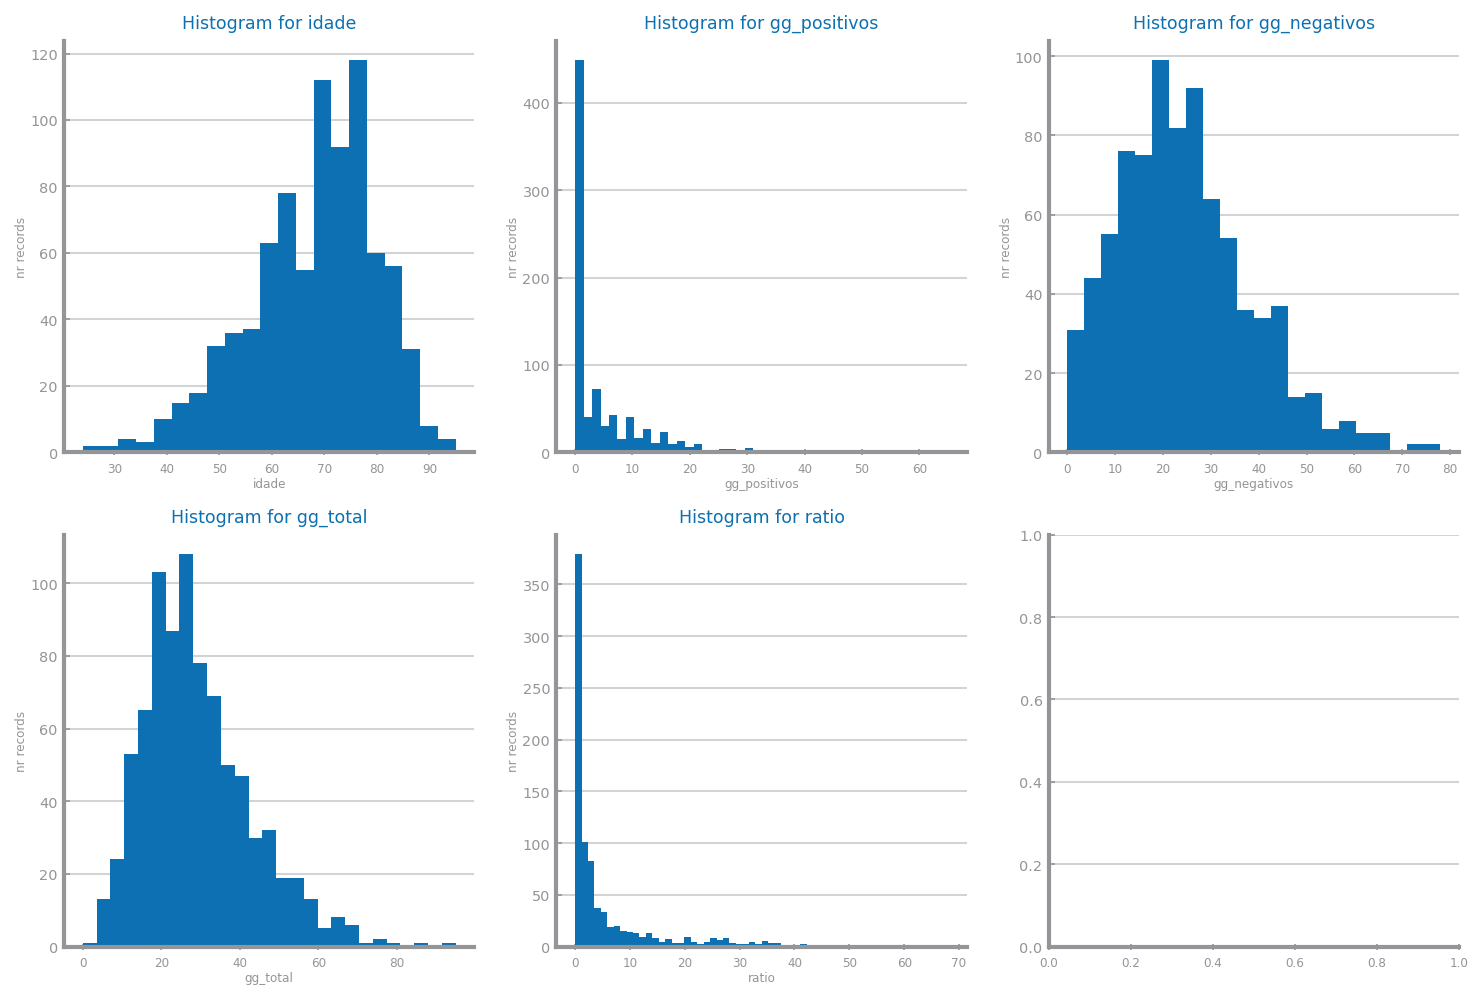 Histogram for idade
120
100
80
60
40
20
0
nr records
30 40 50 60 70 80 90
idade
Histogram for gg_positivos
400
300
200
100
0
nr records
0 10 20 30 40 50 60
gg_positivos
Histogram for gg_negativos
100
80
60
40
20
0
nr records
0 10 20 30 40 50 60 70 80
gg_negativos
Histogram for gg_total
100
80
60
40
20
0
nr records
0 20 40 60 80
gg_total
Histogram for ratio
350
300
250
200
150
100
50
0
nr records
0 10 20 30 40 50 60 70
ratio
1.0
0.8
0.6
0.4
0.2
0.0
0.0 0.2 0.4 0.6 0.8 1.0